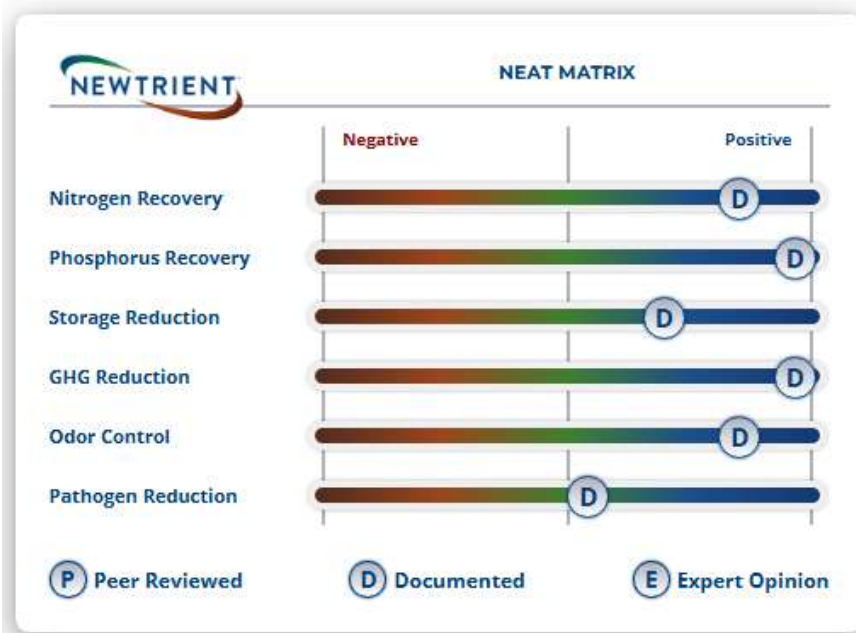 NEWTRIENT
NEAT MATRIX
Negative Positive
Nitrogen Recovery D
Phosphorus Recovery D
Storage Reduction D
GHG Reduction D
Odor Control D
Pathogen Reduction D
P Peer Reviewed D Documented E Expert Opinion